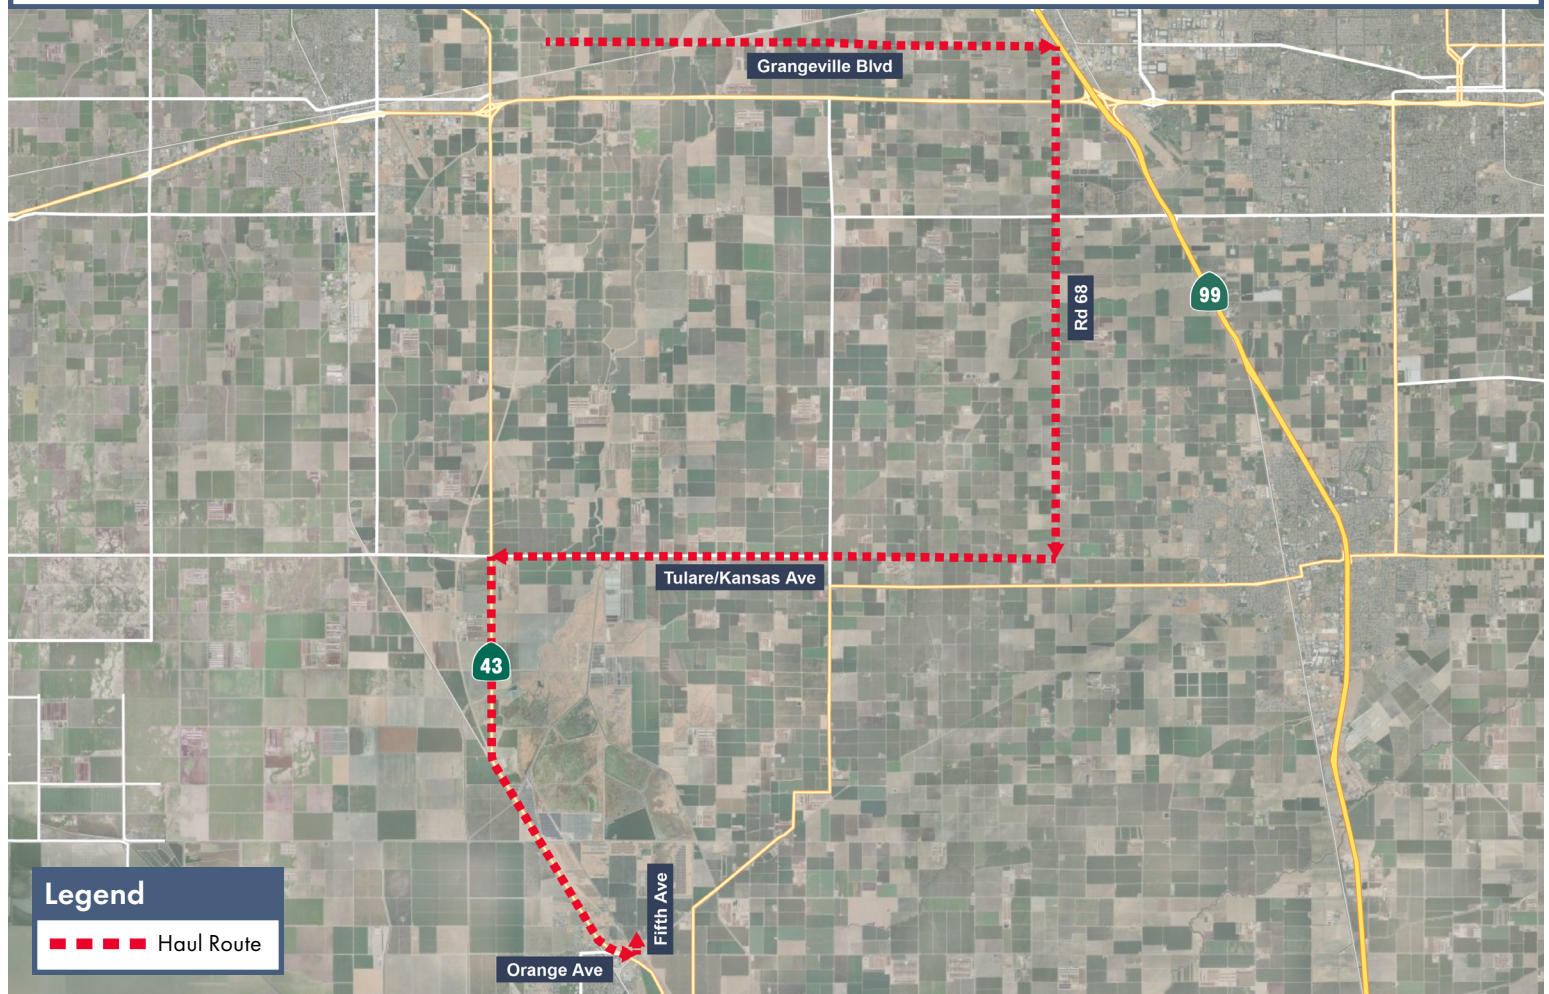 Grangeville Blvd
Rd 68
99
Tulare/Kansas Ave
43
Fifth Ave
Orange Ave
Legend
Haul Route